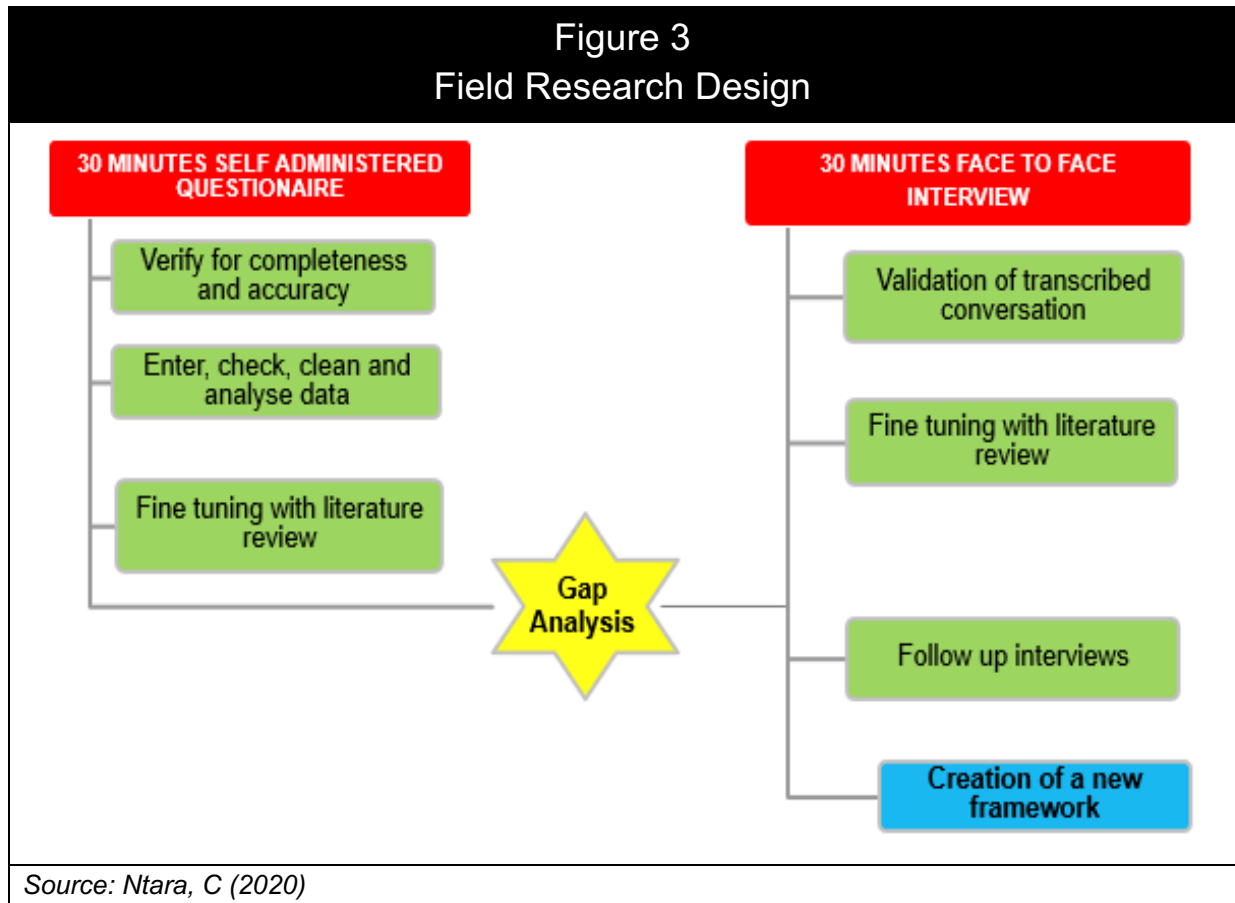 Figure 3
Field Research Design
30 MINUTES SELF ADMINISTERED
QUESTIONAIRE
Verify for completeness
and accuracy
Enter, check, clean and
analyse data
Fine tuning with literature
review
Gap
Analysis
30 MINUTES FACE TO FACE
INTERVIEW
Validation of transcribed
conversation
Fine tuning with literature
review
Follow up interviews
Creation of a new
framework
Source: Ntara, C (2020)